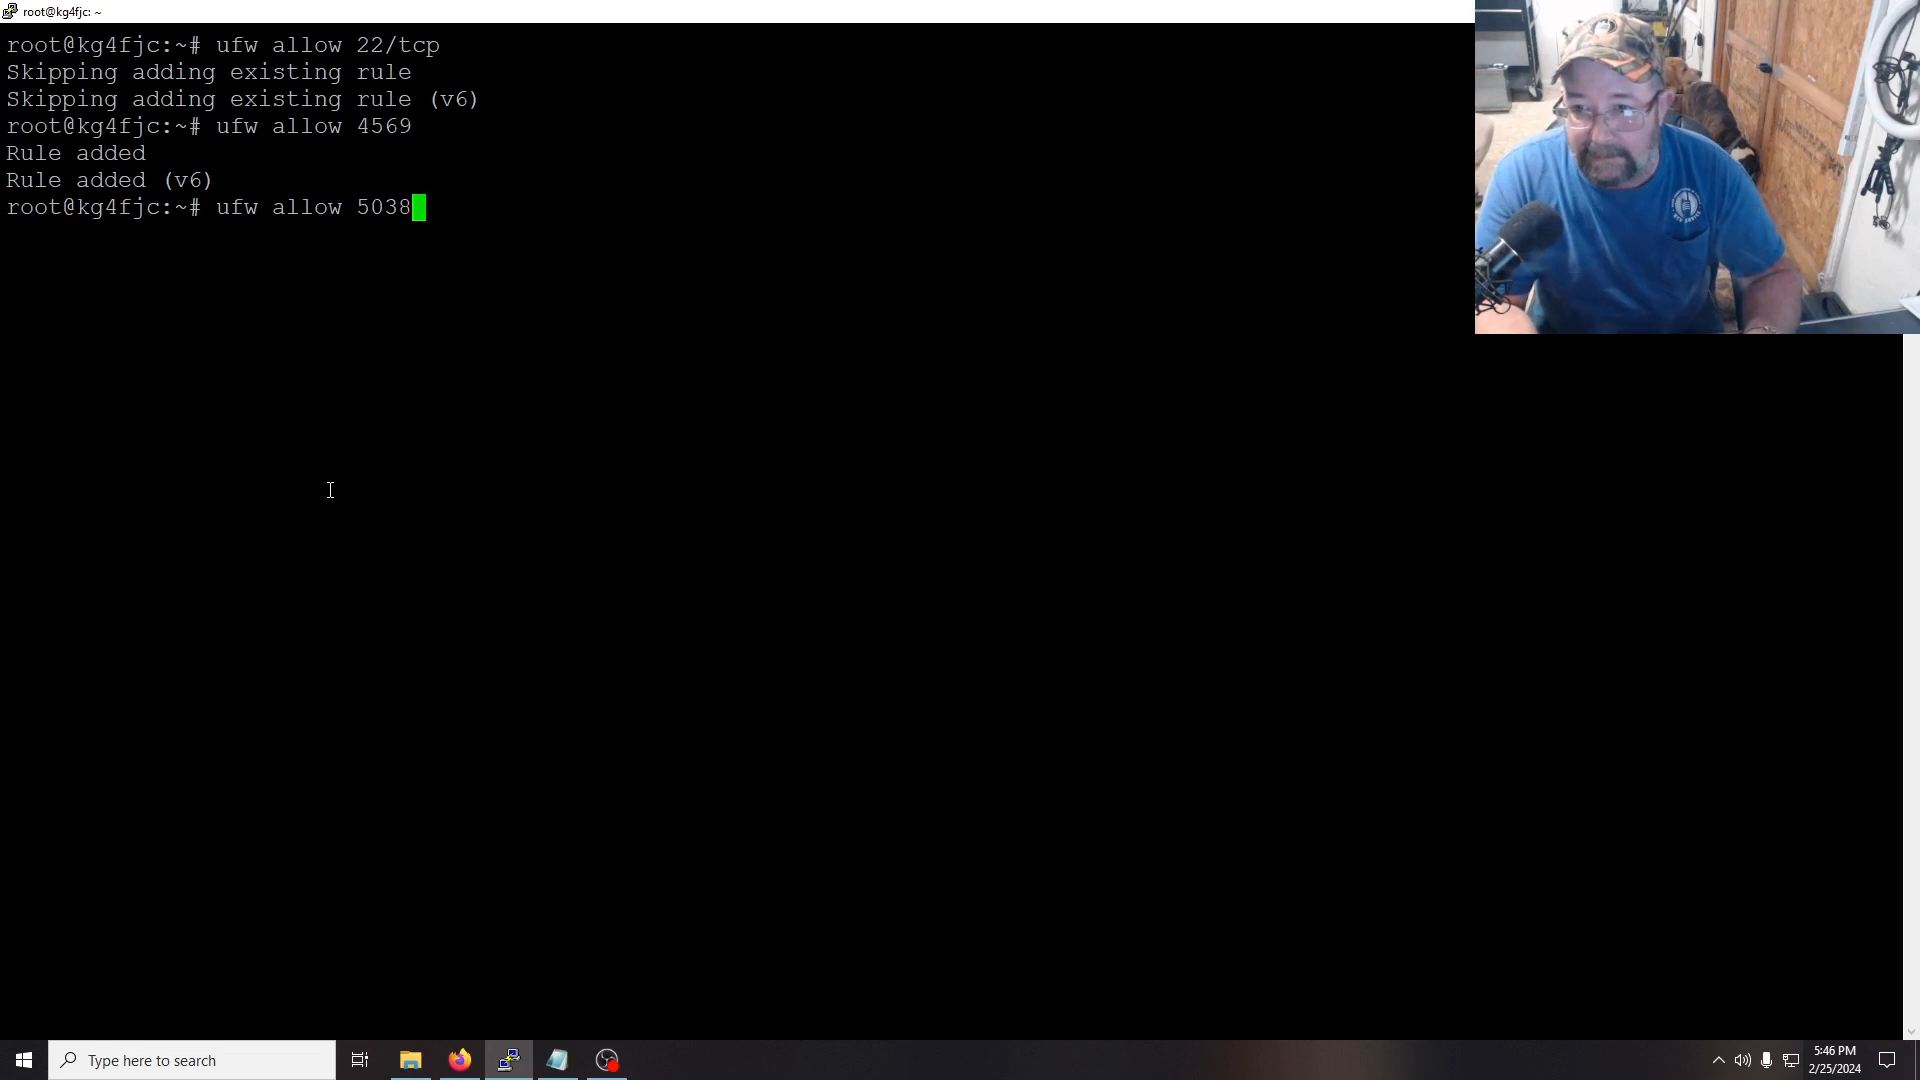 root@kg4fjc: ~
root@kg4fjc:~# ufw allow 22/tcp
Skipping adding existing rule
Skipping adding existing rule (v6)
root@kg4fjc:~# ufw allow 4569
Rule added
Rule added (v6)
root@kg4fjc:~# ufw allow 5038
Type here to search
5:46 PM
2/25/2024